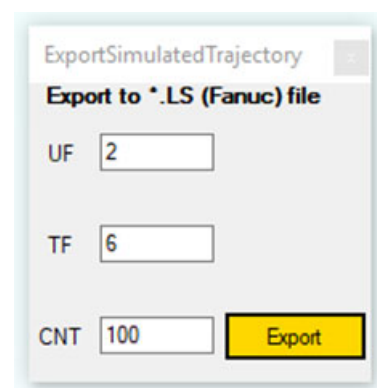 ExportSimulatedTrajectory x
Export to *.LS (Fanuc) file
UF 2
TF 6
CNT 100 Export